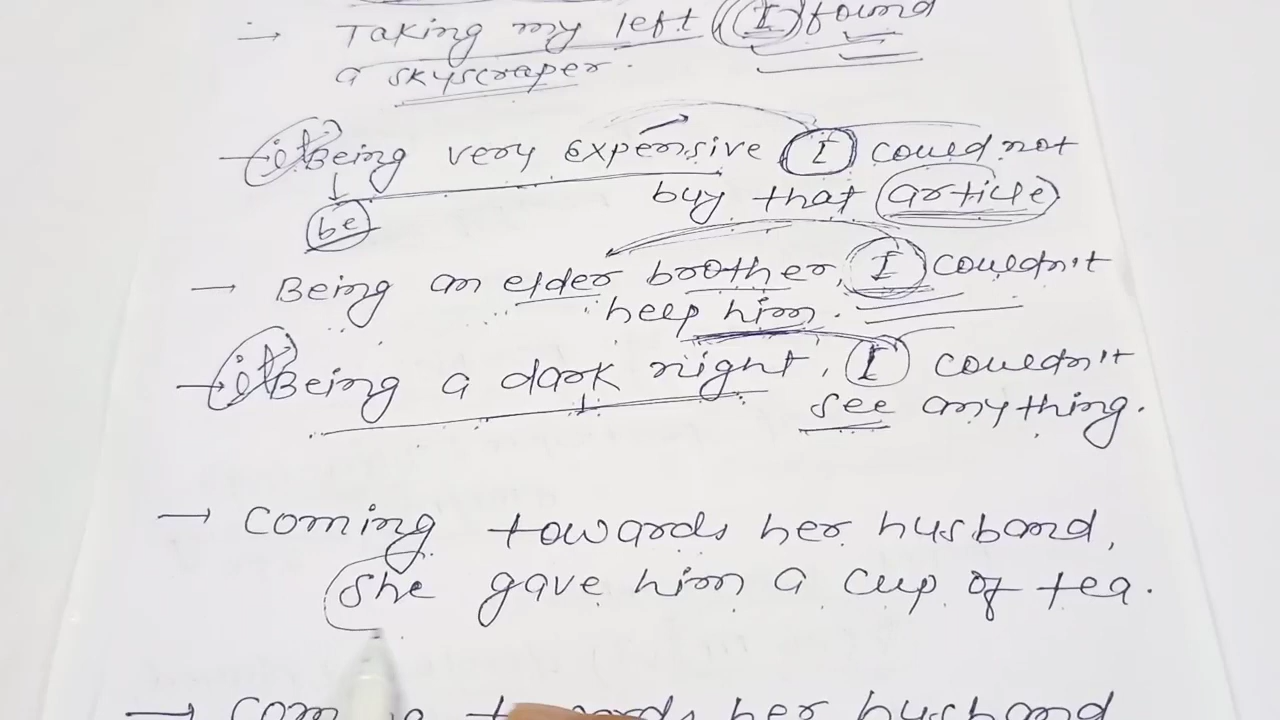 → Taking my left I found
a skyscraper.
→ it Being very expensive I could not
be
buy that article
→ Being an elder brother, I couldn't
help him.
→ it Being a dark night, I couldn't
see anything.
→ coming towards her husband,
She gave him a cup of tea.
→ her husband